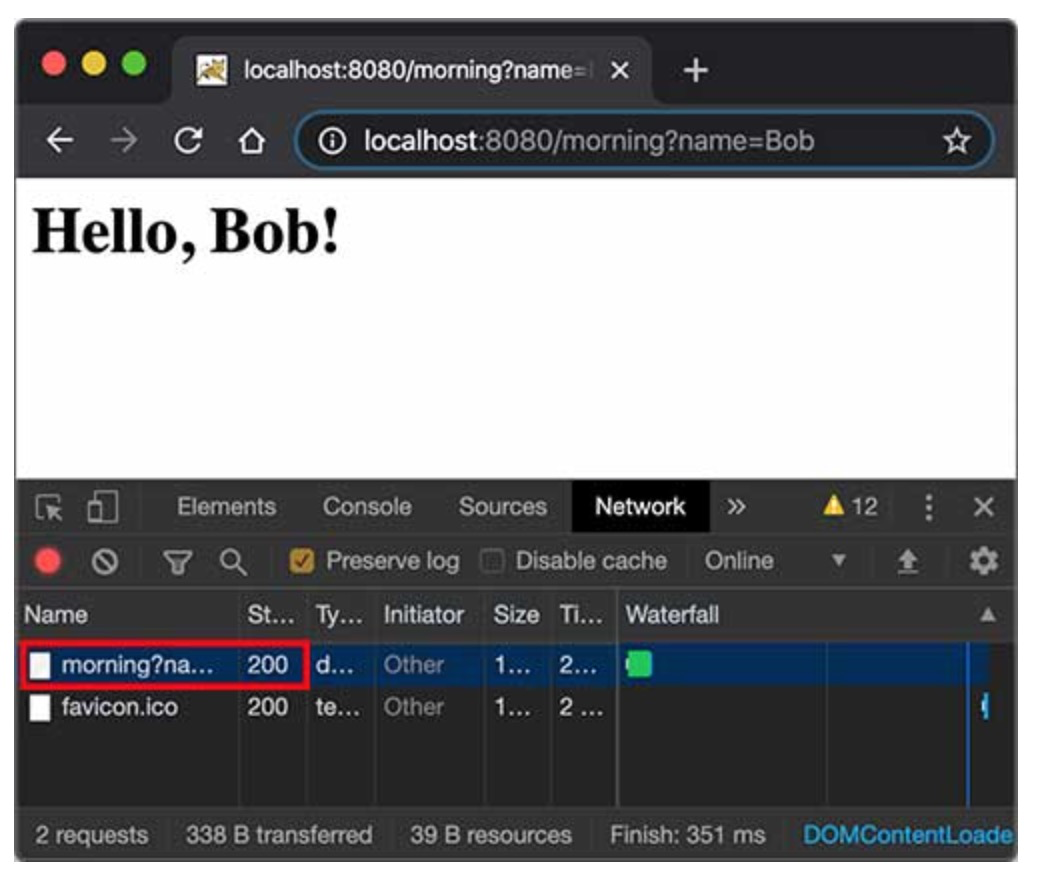 localhost:8080/morning?name=
localhost:8080/morning?name=Bob
Hello, Bob!
Elements Console Sources Network » 12
Preserve log Disable cache Online
Name St... Ty... Initiator Size Ti... Waterfall
morning?na... 200 d... Other 1... 2...
favicon.ico 200 te... Other 1... 2 ...
2 requests 338 B transferred 39 B resources Finish: 351 ms DOMContentLoade